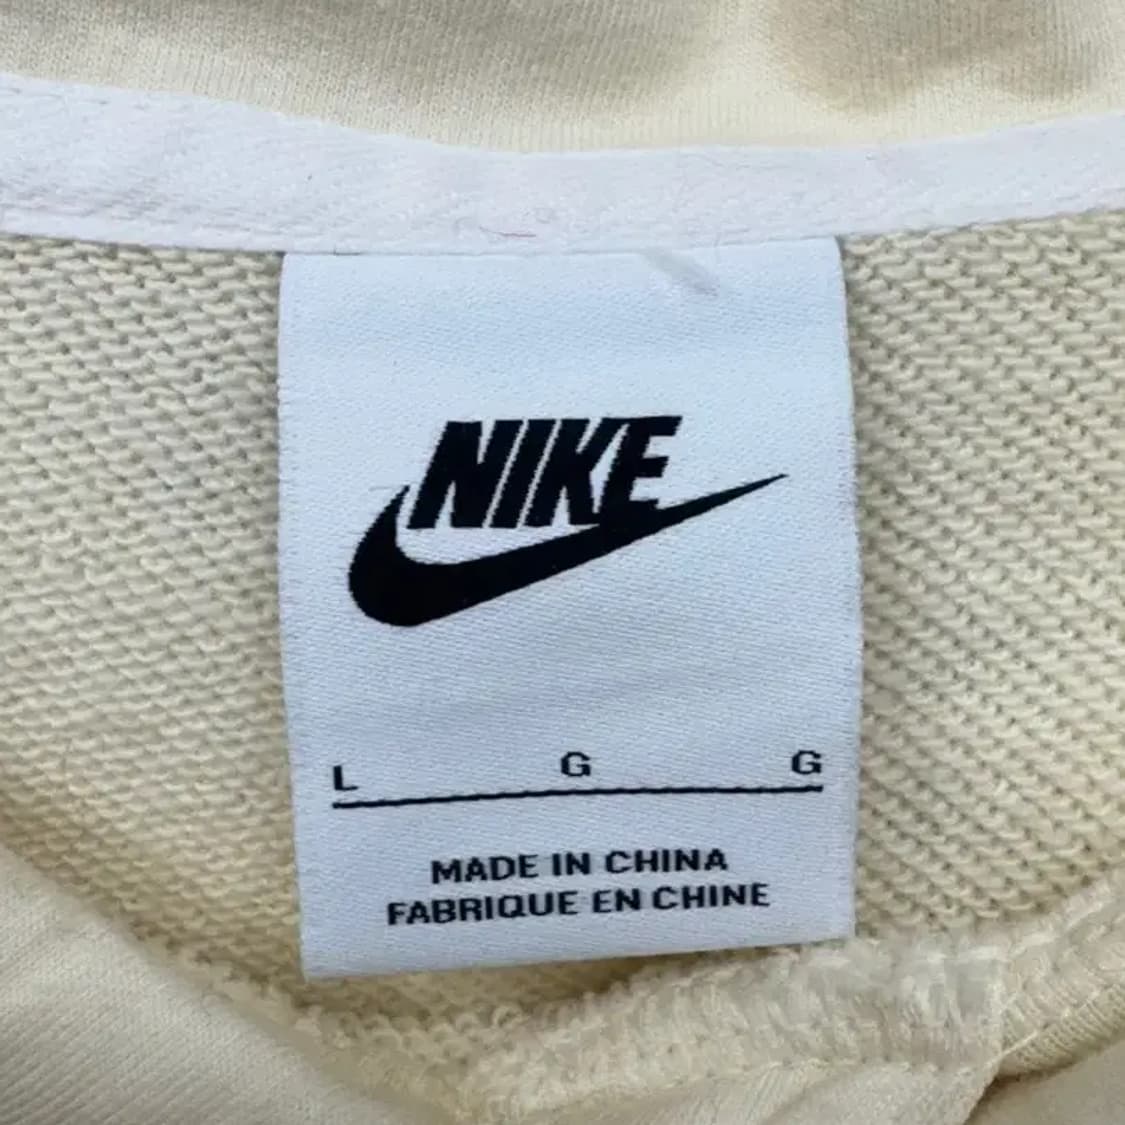 NIKE
L G G
MADE IN CHINA
FABRIQUE EN CHINE